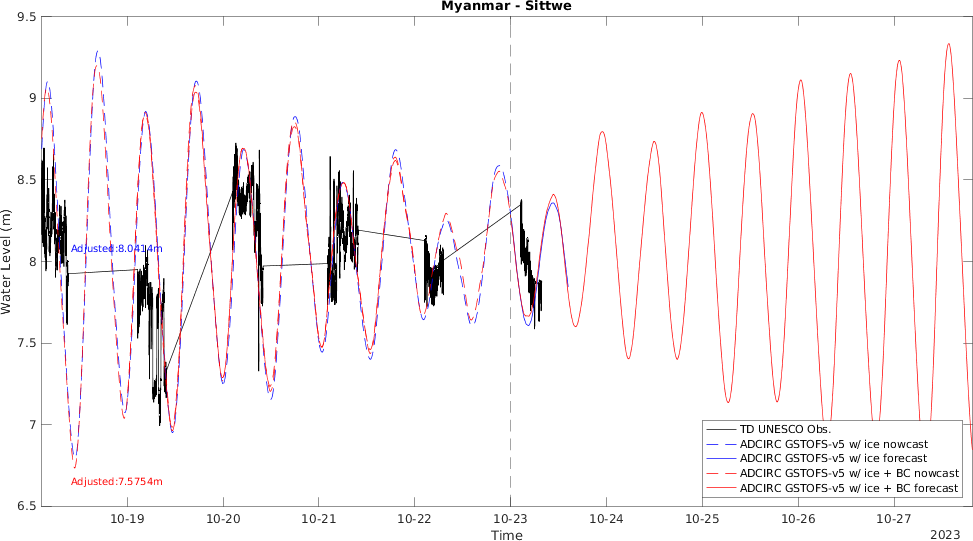 Myanmar - Sittwe
9.5
9
8.5
8
7.5
7
6.5
Water Level (m)
Adjusted:8.0414m
Adjusted:7.5754m
TD UNESCO Obs.
ADCIRC GSTOFS-v5 w/ ice nowcast
ADCIRC GSTOFS-v5 w/ ice forecast
ADCIRC GSTOFS-v5 w/ ice + BC nowcast
ADCIRC GSTOFS-v5 w/ ice + BC forecast
10-19 10-20 10-21 10-22 10-23 10-24 10-25 10-26 10-27
Time
2023